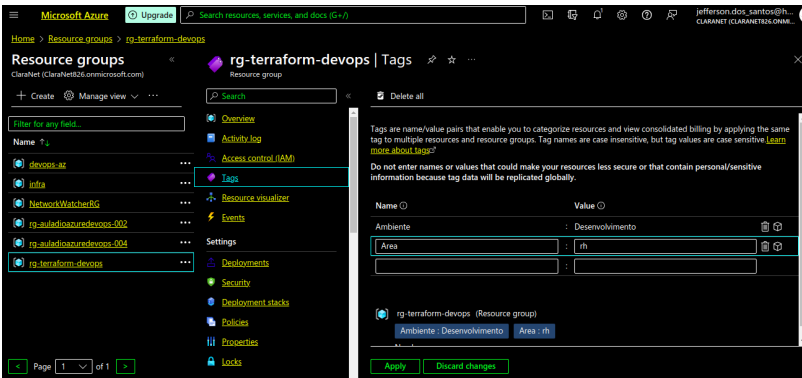 Microsoft Azure
Upgrade
Search resources, services, and docs (G+/)
jefferson.dos_santos@h...
CLARANET (CLARANET826.ONMI...
Home > Resource groups > rg-terraform-devops
Resource groups
ClaraNet (ClaraNet826.onmicrosoft.com)
+ Create
Manage view
...
Filter for any field...
Name ↑↓
devops-az
infra
NetworkWatcherRG
rg-auladioazuredevops-002
rg-auladioazuredevops-004
rg-terraform-devops
< Page 1 of 1 >
rg-terraform-devops | Tags
Resource group
Search
Overview
Activity log
Access control (IAM)
Tags
Resource visualizer
Events
Settings
Deployments
Security
Deployment stacks
Policies
Properties
Locks
Delete all
Tags are name/value pairs that enable you to categorize resources and view consolidated billing by applying the same
tag to multiple resources and resource groups. Tag names are case insensitive, but tag values are case sensitive. Learn
more about tags
Do not enter names or values that could make your resources less secure or that contain personal/sensitive
information because tag data will be replicated globally.
Name Value
Ambiente : Desenvolvimento
Area : rh
:
rg-terraform-devops (Resource group)
Ambiente : Desenvolvimento Area : rh
Apply Discard changes